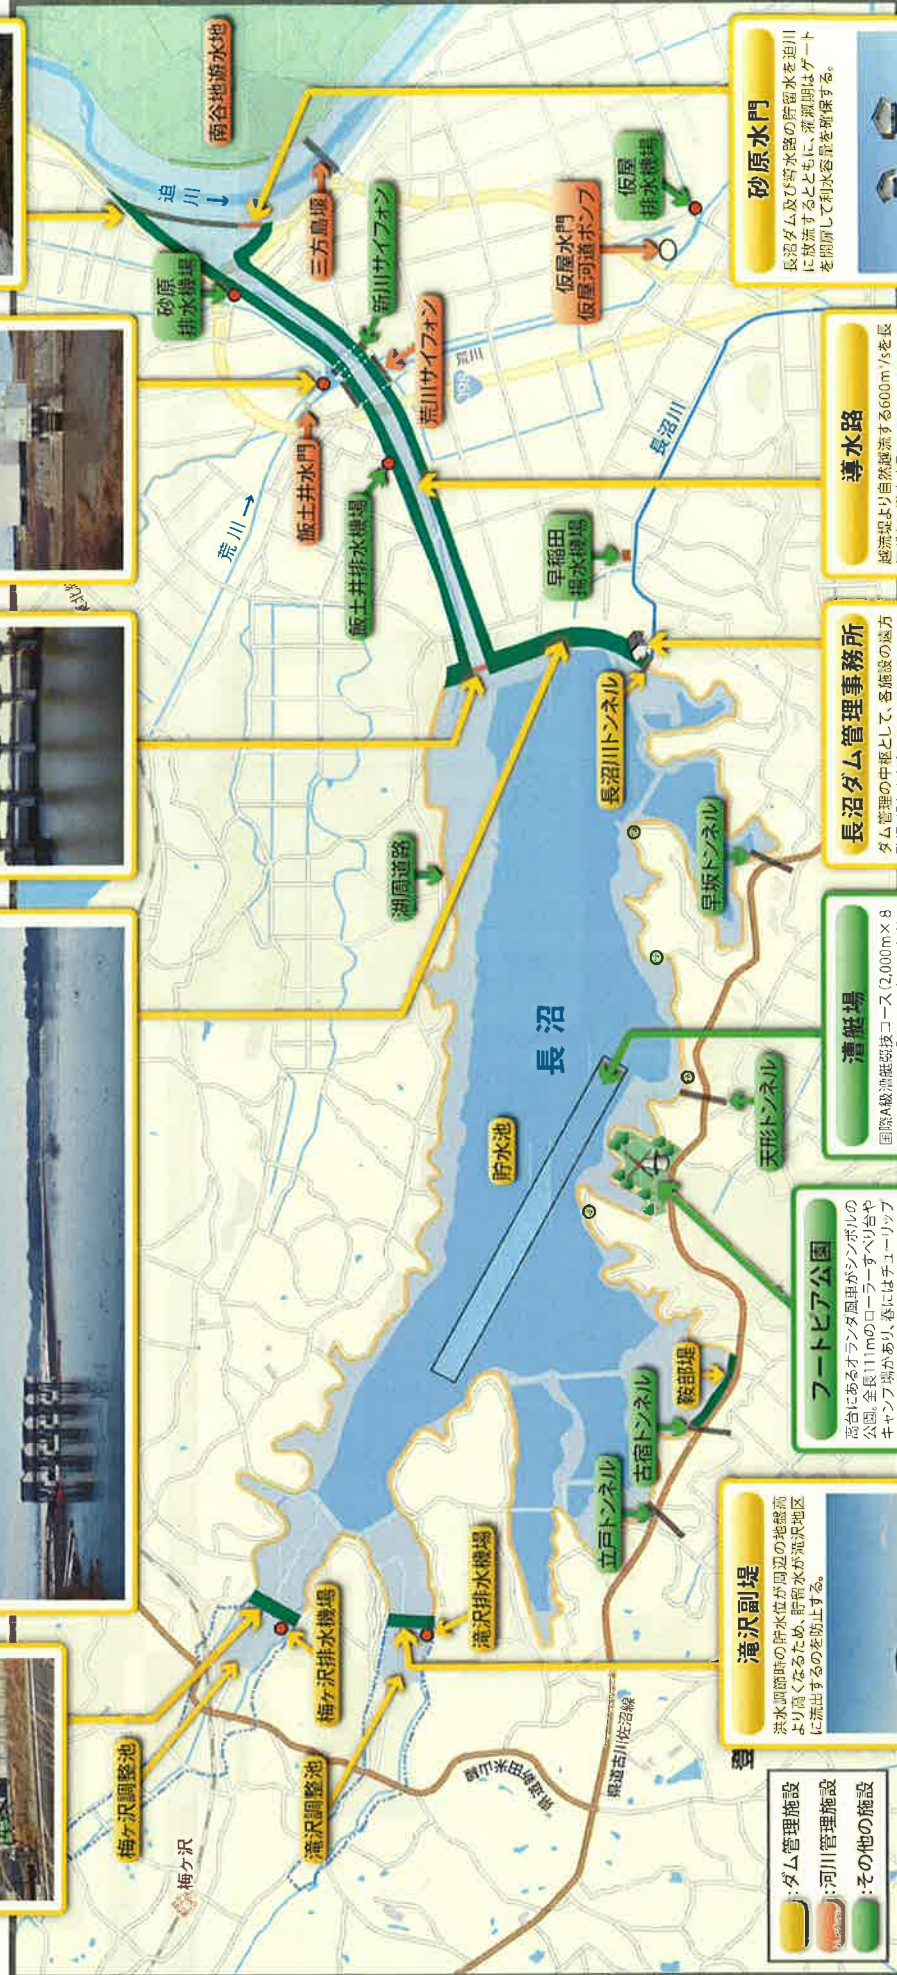 梅ケ沢調整池
梅ケ沢
梅ケ沢排水機場
滝沢調整池
滝沢排水機場
県道新田米山線
県道古川佐沼線
立戸トンネル
古宿トンネル
鞍部堤
貯水池
長沼
湖周道路
天形トンネル
早坂トンネル
長沼川トンネル
早稲田
揚水機場
長沼川
荒川→
飯土井排水機場
飯土井水門
荒川サイフォン
新川サイフォン
砂原
排水機場
迫川
三方島堰
南谷地遊水地
仮屋水門
仮屋河道ポンプ
仮屋
排水機場
398
:ダム管理施設
:河川管理施設
:その他の施設
登
滝沢副堤
洪水調節時の貯水位が周辺の地盤高
より高くなるため、貯留水が滝沢地区
に流出するのを防止する。
フートピア公園
高台にあるオランダ風車がシンボルの
公園。全長111mのローラーすべり台や
キャンプ場があり、春にはチューリップ
漕艇場
国際A級漕艇競技コース(2,000m×8
長沼ダム管理事務所
ダム管理の中枢として、各施設の遠方
導水路
越流堤より自然越流する600m³/sを長
砂原水門
長沼ダム及び導水路の貯留水を迫川
に放流するとともに、灌漑期はゲート
を開扉して利水容量を確保する。